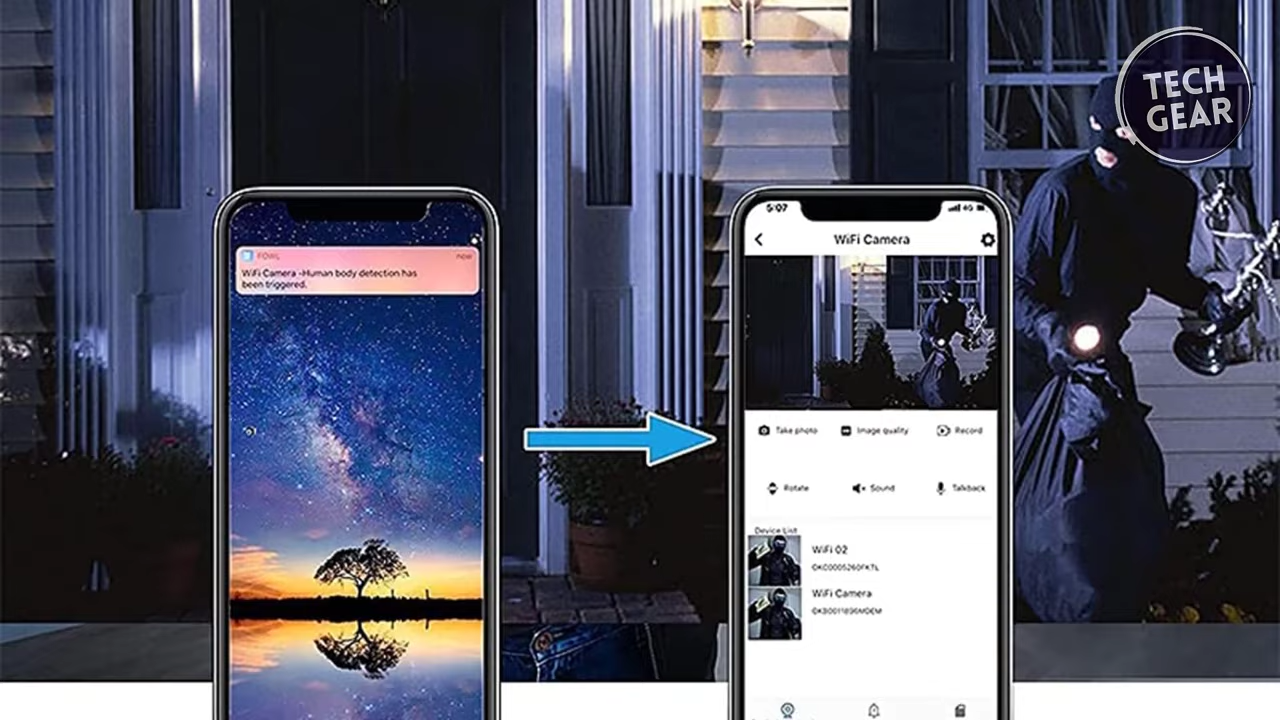 TECH
GEAR
FOWL
now
WiFi Camera -Human body detection has
been triggered.
5:07
4G
WiFi Camera
Take photo
Image quality
Record
Rotate
Sound
Talkback
Device List
WiFi 02
WiFi Camera